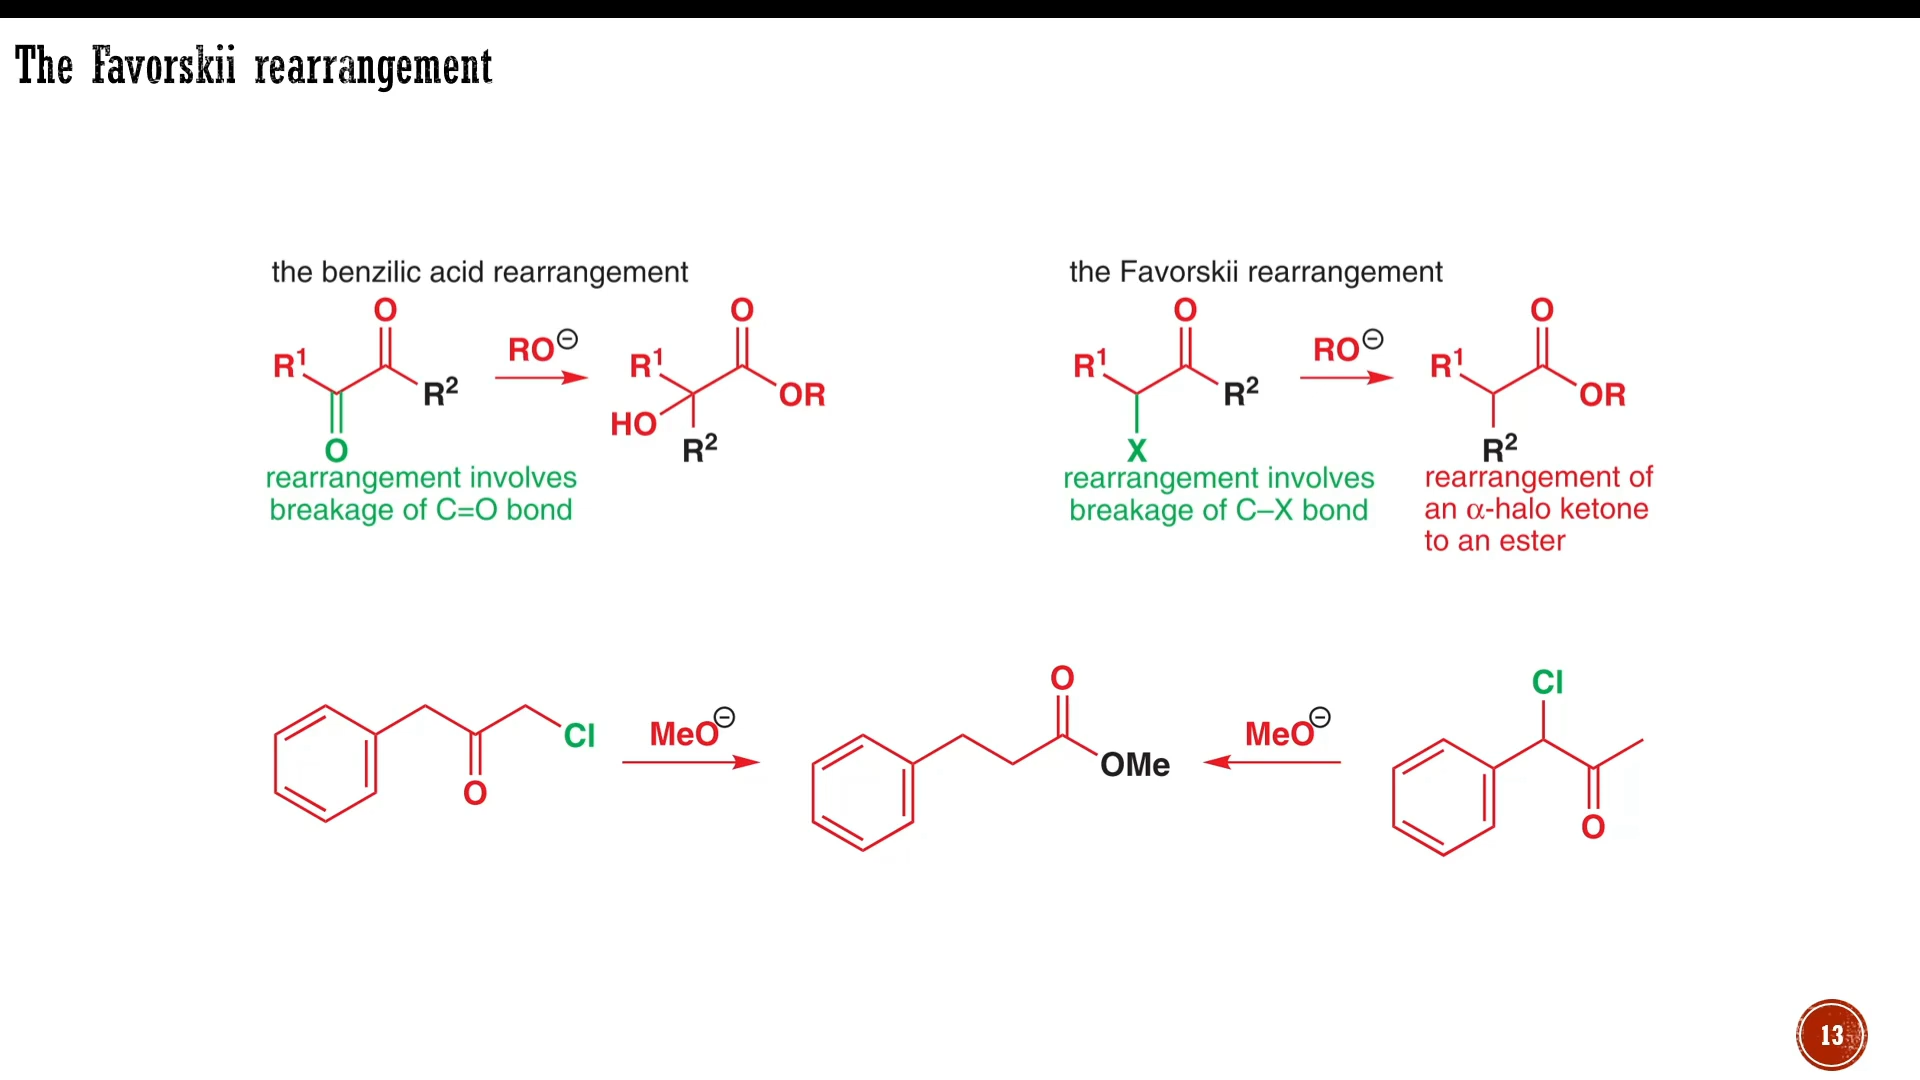 The Favorskii rearrangement
the benzilic acid rearrangement
O
R¹
R²
O
RO⊖
O
R¹
OR
HO
R²
rearrangement involves
breakage of C=O bond
the Favorskii rearrangement
O
R¹
R²
X
RO⊖
O
R¹
OR
R²
rearrangement involves
breakage of C–X bond
rearrangement of
an α-halo ketone
to an ester
Cl
O
MeO⊖
O
OMe
MeO⊖
Cl
O
13